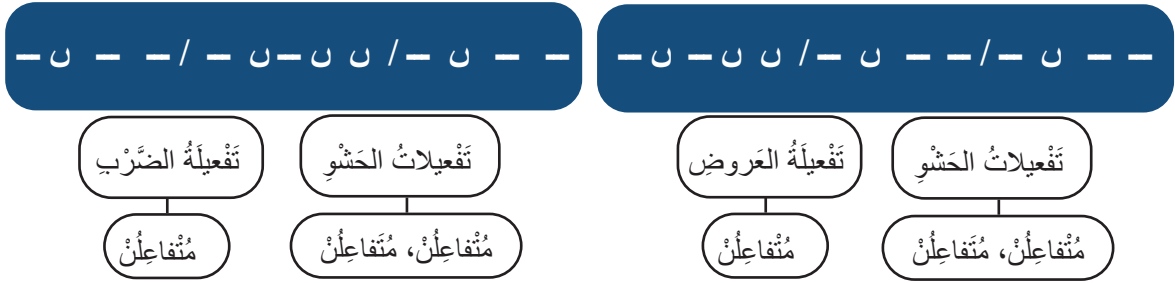 – – ں – / – – ں – / ں ں – ں –
– – ں – / ں ں – ں – / – – ں –
تَفْعيلاتُ الحَشْوِ
تَفْعيلَةُ العَروضِ
تَفْعيلاتُ الحَشْوِ
تَفْعيلَةُ الضَّرْبِ
مُتْفاعِلُنْ، مُتَفاعِلُنْ
مُتْفاعِلُنْ
مُتْفاعِلُنْ، مُتَفاعِلُنْ
مُتْفاعِلُنْ